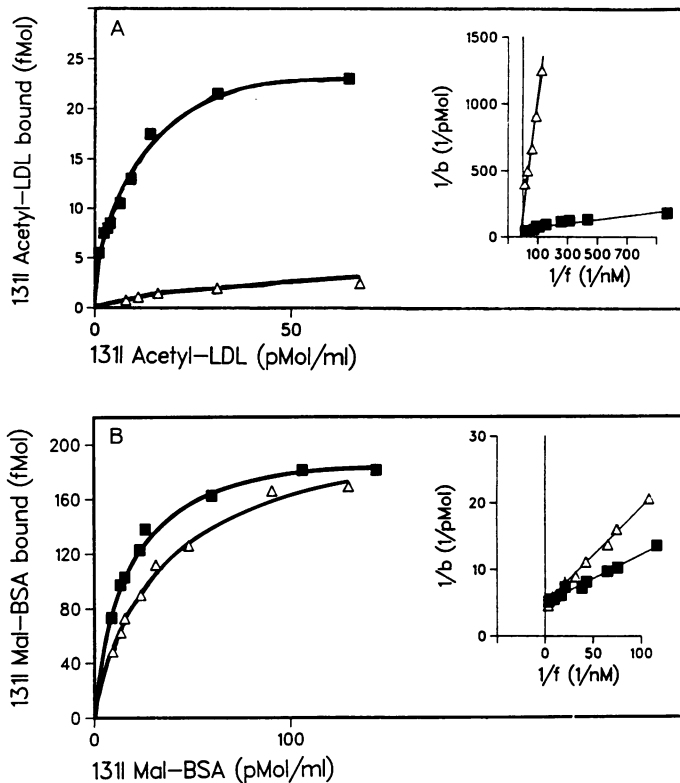 A
131I Acetyl-LDL bound (fMol)
25
20
15
10
5
0
0
50
131I Acetyl-LDL (pMol/ml)
1/b (1/pMol)
1500
1000
500
0
100 300 500 700
1/f (1/nM)
B
131I Mal-BSA bound (fMol)
200
160
120
80
40
0
0
100
131I Mal-BSA (pMol/ml)
1/b (1/pMol)
30
20
10
0
0 50 100
1/f (1/nM)